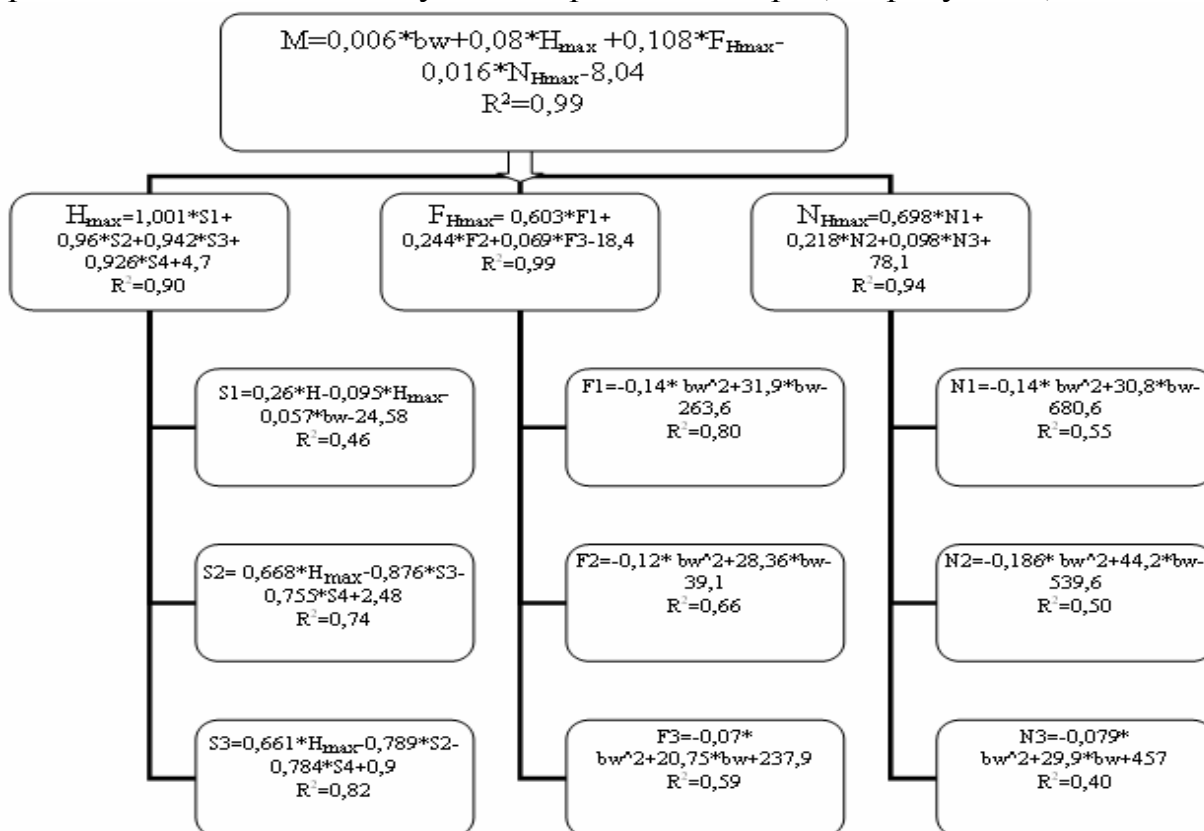 M=0,006*bw+0,08*Hmax +0,108*FHmax-
0,016*NHmax-8,04
R²=0,99
Hmax=1,001*S1+
0,96*S2+0,942*S3+
0,926*S4+4,7
R²=0,90
FHmax= 0,603*F1+
0,244*F2+0,069*F3-18,4
R²=0,99
NHmax=0,698*N1+
0,218*N2+0,098*N3+
78,1
R²=0,94
S1=0,26*H-0,095*Hmax-
0,057*bw-24,58
R²=0,46
F1=-0,14* bw^2+31,9*bw-
263,6
R²=0,80
N1=-0,14* bw^2+30,8*bw-
680,6
R²=0,55
S2= 0,668*Hmax-0,876*S3-
0,755*S4+2,48
R²=0,74
F2=-0,12* bw^2+28,36*bw-
39,1
R²=0,66
N2=-0,186* bw^2+44,2*bw-
539,6
R²=0,50
S3=0,661*Hmax-0,789*S2-
0,784*S4+0,9
R²=0,82
F3=-0,07*
bw^2+20,75*bw+237,9
R²=0,59
N3=-0,079*
bw^2+29,9*bw+457
R²=0,40